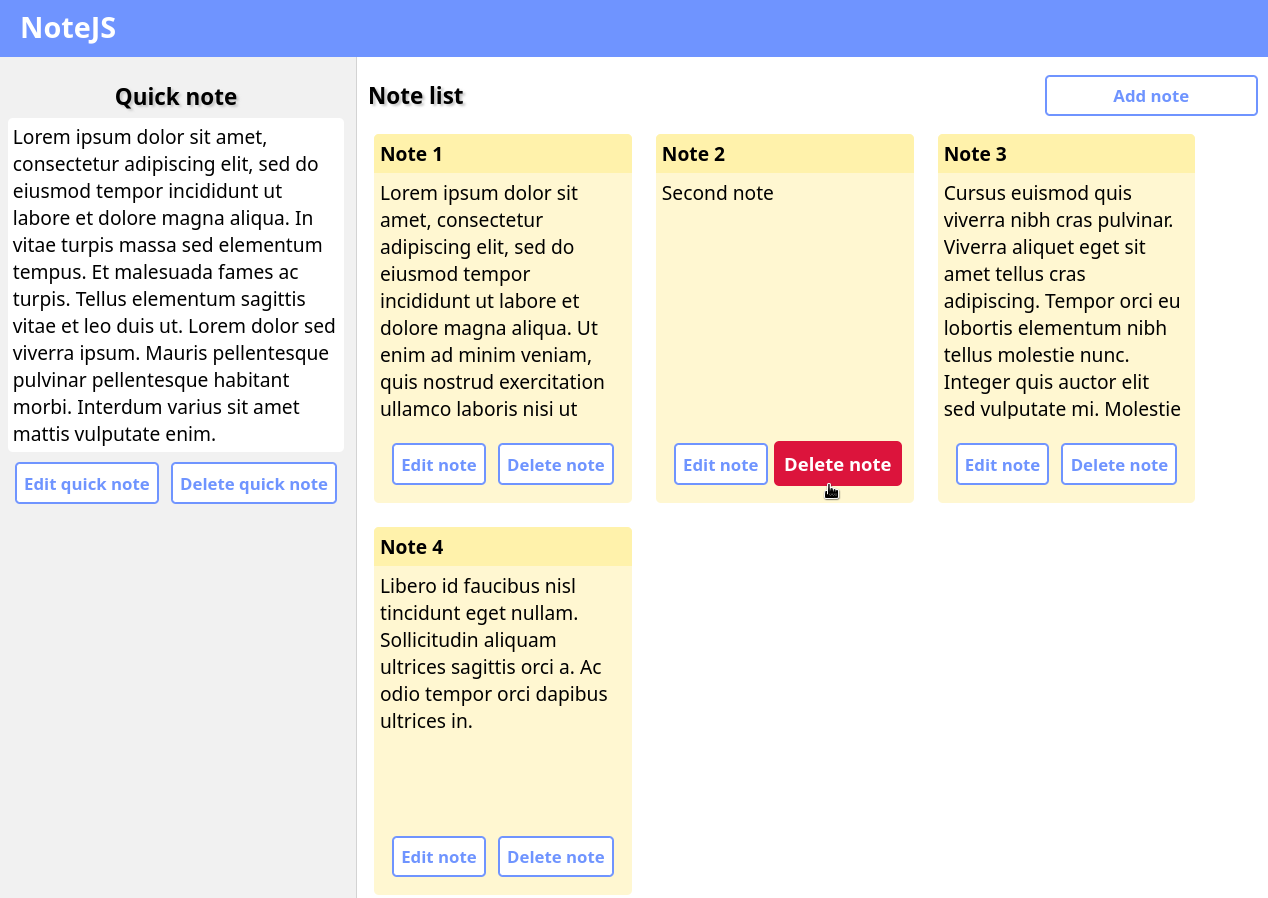 NoteJS
Quick note
Lorem ipsum dolor sit amet,
consectetur adipiscing elit, sed do
eiusmod tempor incididunt ut
labore et dolore magna aliqua. In
vitae turpis massa sed elementum
tempus. Et malesuada fames ac
turpis. Tellus elementum sagittis
vitae et leo duis ut. Lorem dolor sed
viverra ipsum. Mauris pellentesque
pulvinar pellentesque habitant
morbi. Interdum varius sit amet
mattis vulputate enim.
Edit quick note
Delete quick note
Note list
Add note
Note 1
Lorem ipsum dolor sit
amet, consectetur
adipiscing elit, sed do
eiusmod tempor
incididunt ut labore et
dolore magna aliqua. Ut
enim ad minim veniam,
quis nostrud exercitation
ullamco laboris nisi ut
Edit note
Delete note
Note 2
Second note
Edit note
Delete note
Note 3
Cursus euismod quis
viverra nibh cras pulvinar.
Viverra aliquet eget sit
amet tellus cras
adipiscing. Tempor orci eu
lobortis elementum nibh
tellus molestie nunc.
Integer quis auctor elit
sed vulputate mi. Molestie
Edit note
Delete note
Note 4
Libero id faucibus nisl
tincidunt eget nullam.
Sollicitudin aliquam
ultrices sagittis orci a. Ac
odio tempor orci dapibus
ultrices in.
Edit note
Delete note